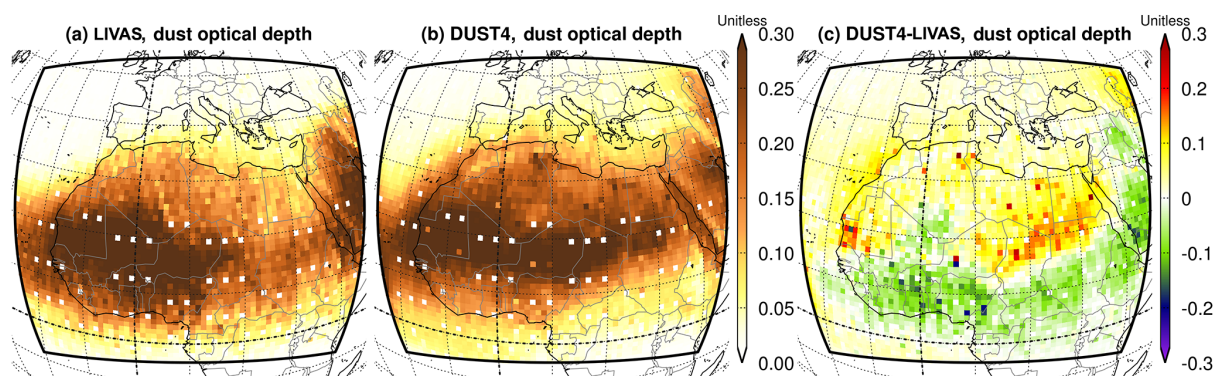 (a) LIVAS, dust optical depth
(b) DUST4, dust optical depth
Unitless
0.30
0.25
0.20
0.15
0.10
0.05
0.00
(c) DUST4-LIVAS, dust optical depth
Unitless
0.3
0.2
0.1
0
-0.1
-0.2
-0.3